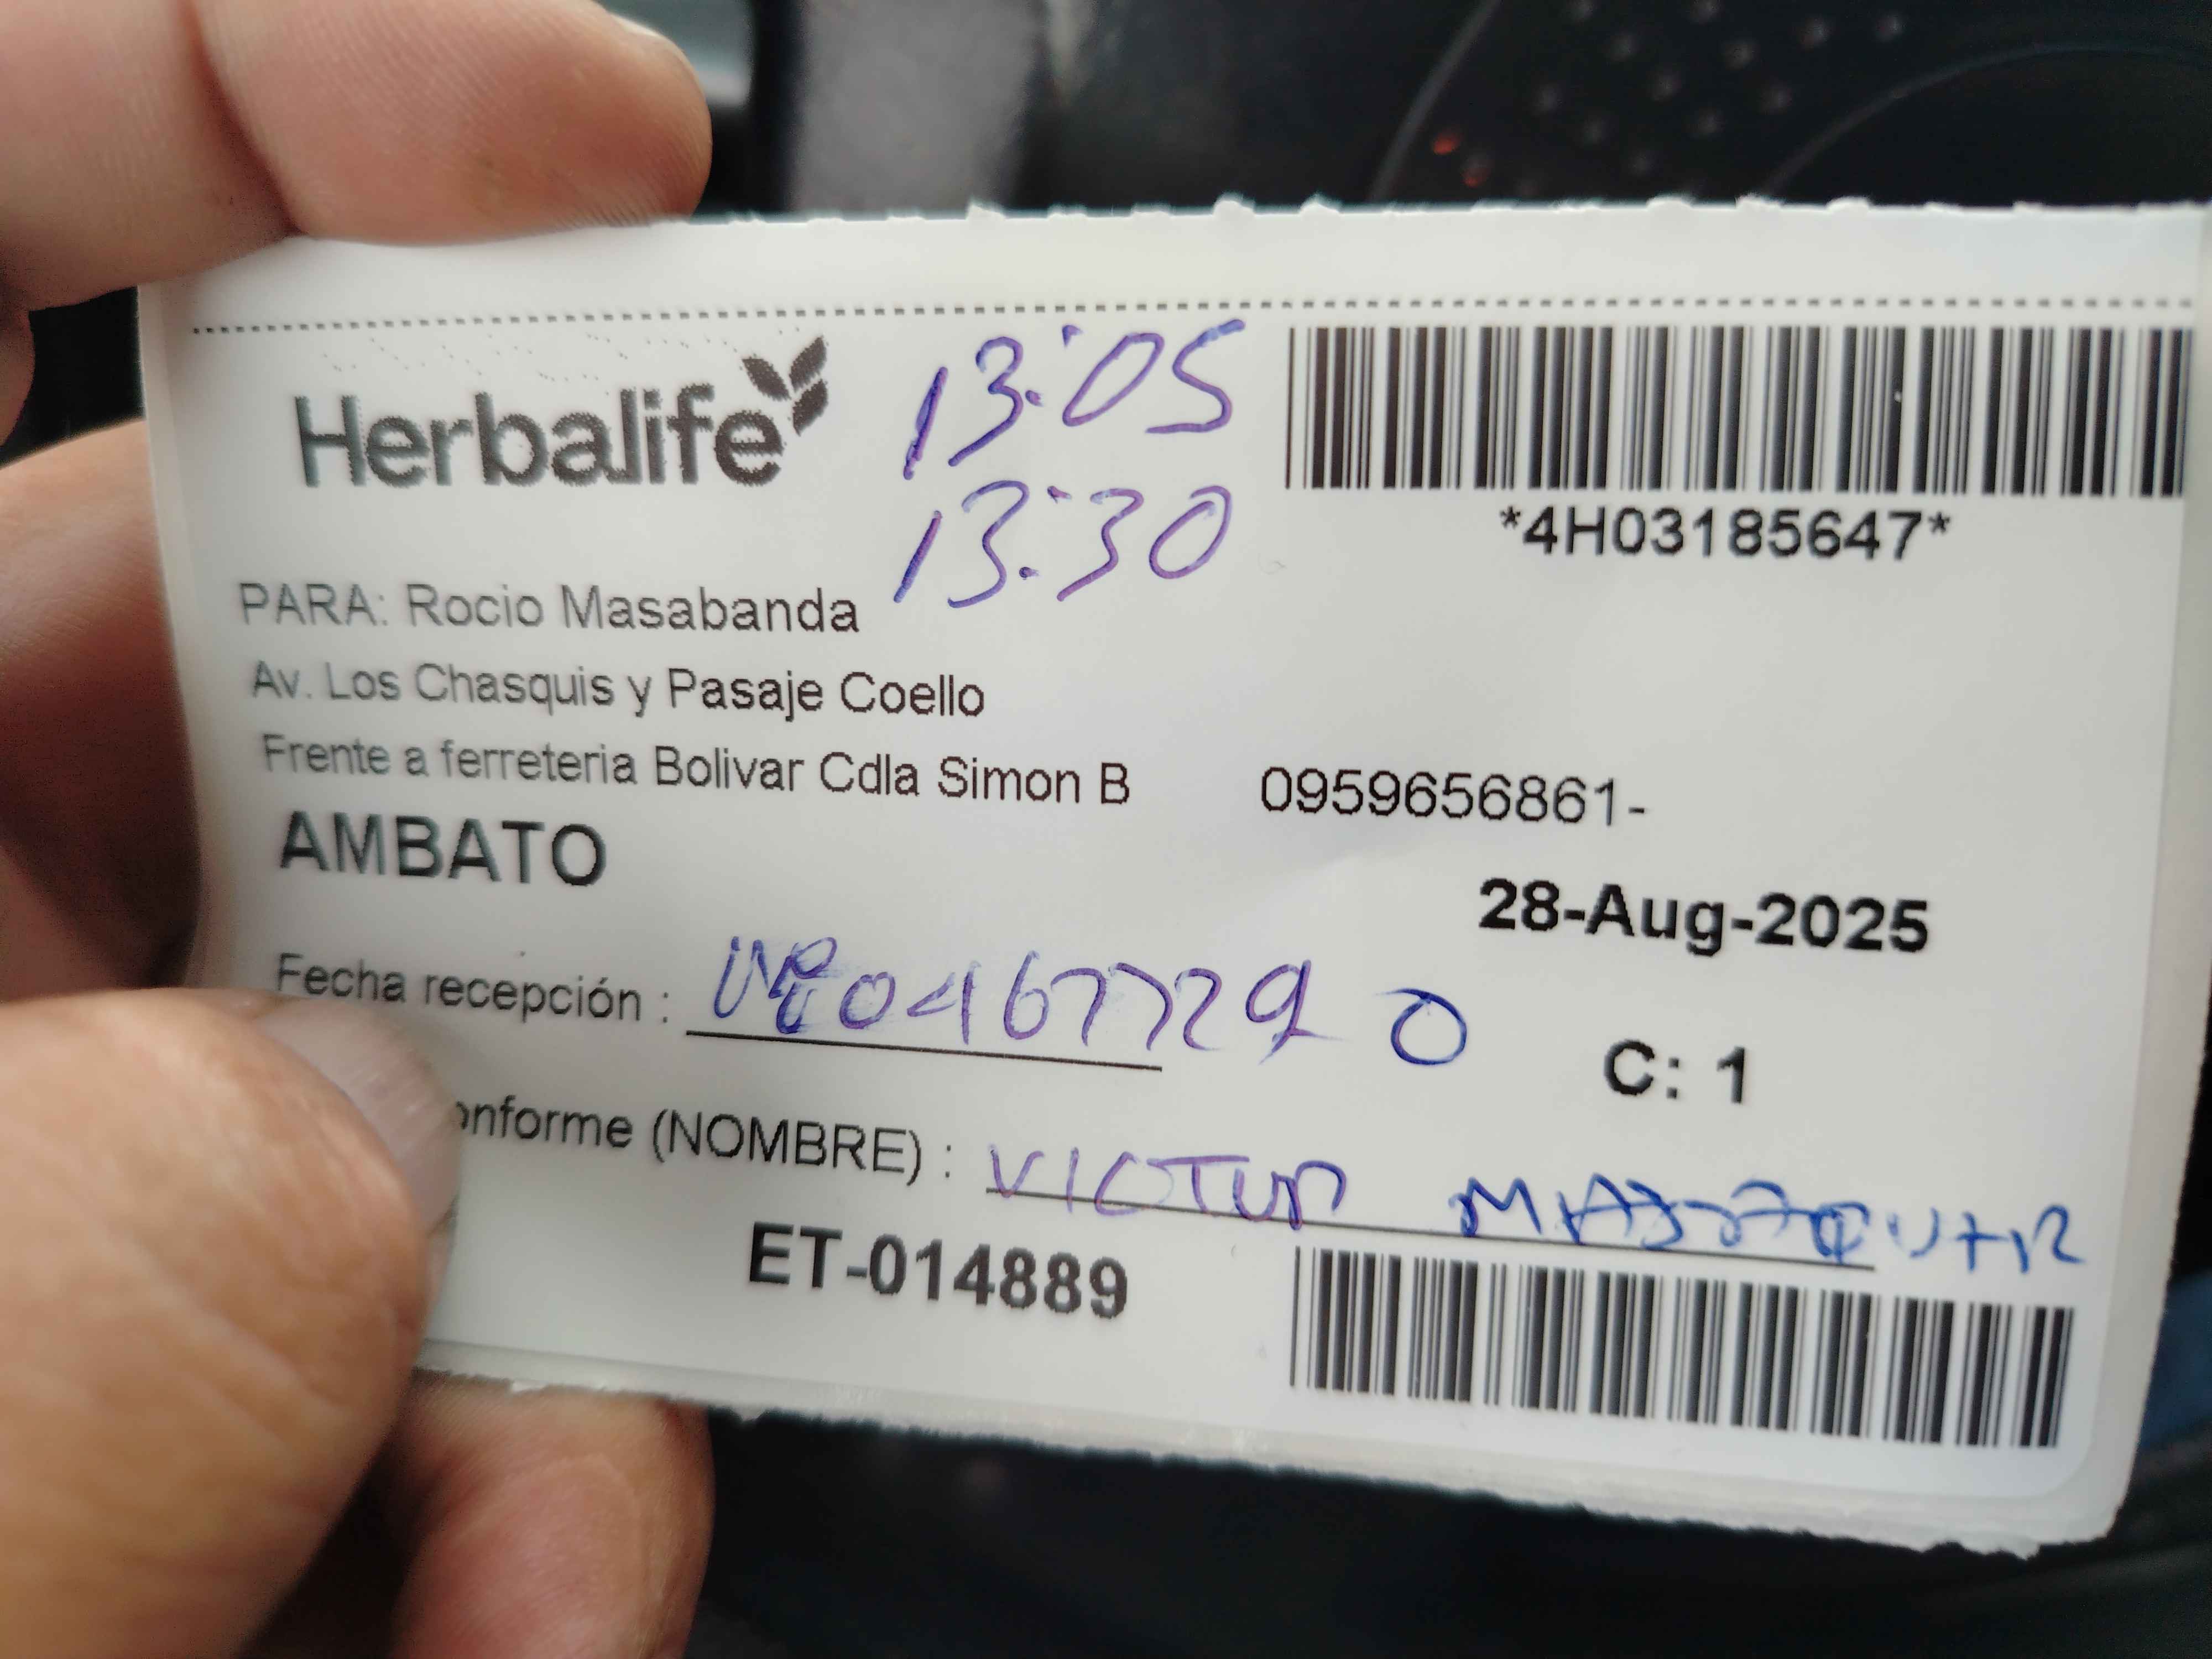 Herbalife
13:05
13:30
*4H03185647*
PARA: Rocio Masabanda
Av. Los Chasquis y Pasaje Coello
Frente a ferreteria Bolivar Cdla Simon B 0959656861-
AMBATO
28-Aug-2025
Fecha recepción :
C: 1
onforme (NOMBRE) : VICTOR
ET-014889